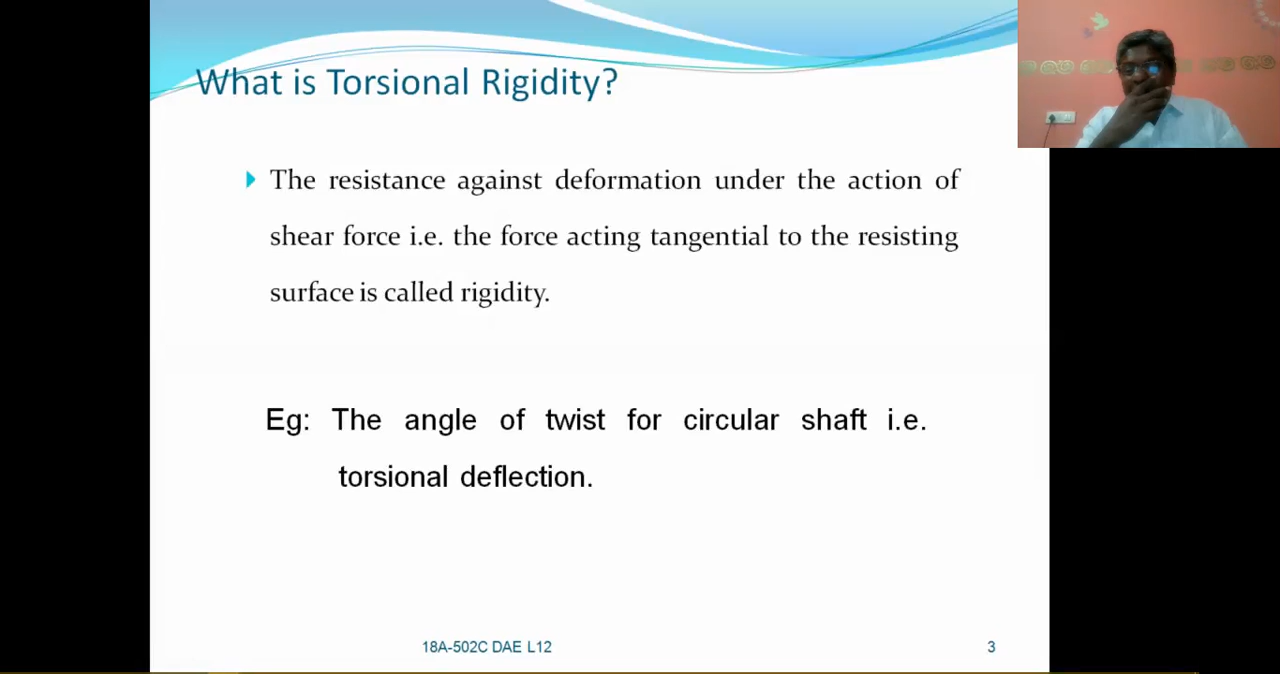 What is Torsional Rigidity?
The resistance against deformation under the action of
shear force i.e. the force acting tangential to the resisting
surface is called rigidity.
Eg: The angle of twist for circular shaft i.e.
torsional deflection.
18A-502C DAE L12
3